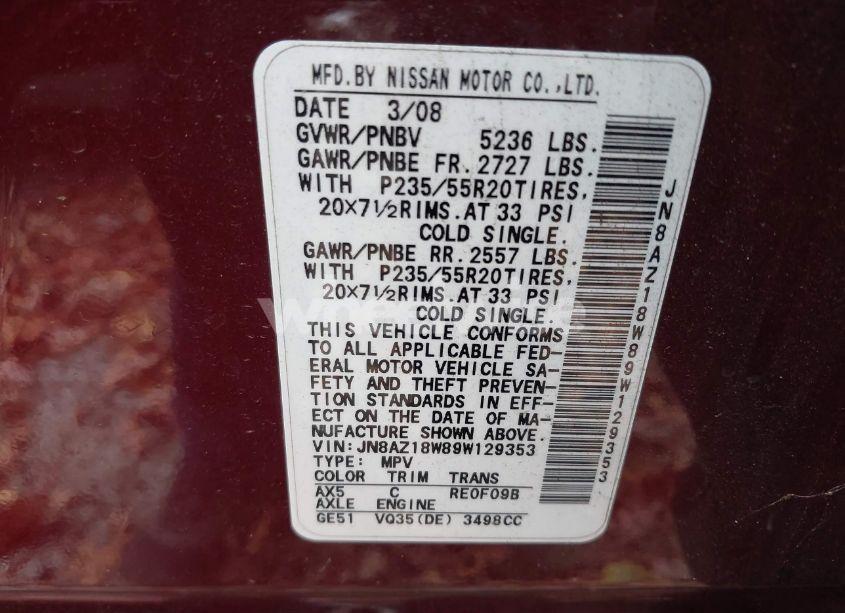 MFD.BY NISSAN MOTOR CO.,LTD.
DATE 3/08
GVWR/PNBV 5236 LBS.
GAWR/PNBE FR.2727 LBS.
WITH P235/55R20TIRES,
20×7½RIMS.AT 33 PSI
COLD SINGLE.
GAWR/PNBE RR.2557 LBS.
WITH P235/55R20TIRES,
20×7½RIMS.AT 33 PSI
COLD SINGLE.
THIS VEHICLE CONFORMS
TO ALL APPLICABLE FED-
ERAL MOTOR VEHICLE SA-
FETY AND THEFT PREVEN-
TION STANDARDS IN EFF-
ECT ON THE DATE OF MA-
NUFACTURE SHOWN ABOVE.
VIN:JN8AZ18W89W129353
TYPE: MPV
COLOR TRIM TRANS
AX5 C RE0F09B
AXLE ENGINE
GE51 VQ35(DE) 3498CC
JN8AZ18W89W129353